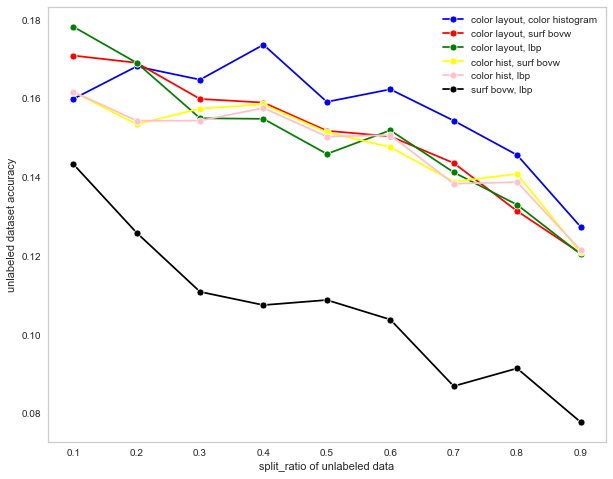 0.18
0.16
0.14
0.12
0.10
0.08
unlabeled dataset accuracy
color layout, color histogram
color layout, surf bovw
color layout, lbp
color hist, surf bovw
color hist, lbp
surf bovw, lbp
0.1 0.2 0.3 0.4 0.5 0.6 0.7 0.8 0.9
split_ratio of unlabeled data